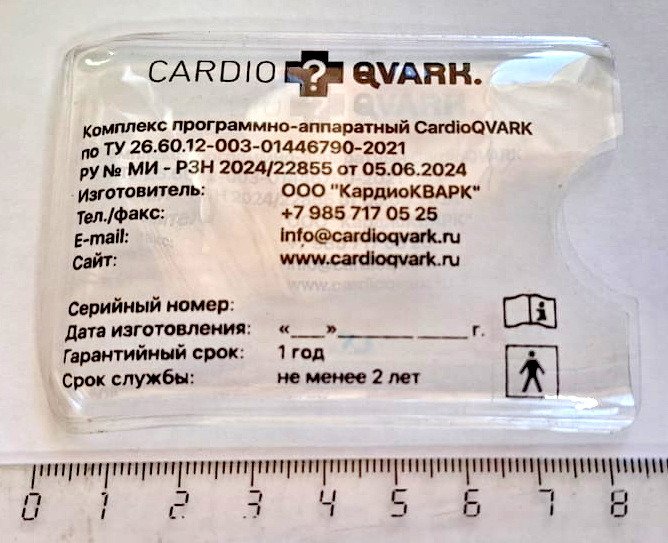 CARDIO ? QVARK.
Комплекс программно-аппаратный CardioQVARK
по ТУ 26.60.12-003-01446790-2021
РУ № МИ - РЗН 2024/22855 от 05.06.2024
Изготовитель: ООО "КардиоКВАРК"
Тел./факс: +7 985 717 05 25
E-mail: info@cardioqvark.ru
Сайт: www.cardioqvark.ru
Серийный номер:
Дата изготовления: «___» ________ _____ г.
Гарантийный срок: 1 год
Срок службы: не менее 2 лет
0 1 2 3 4 5 6 7 8